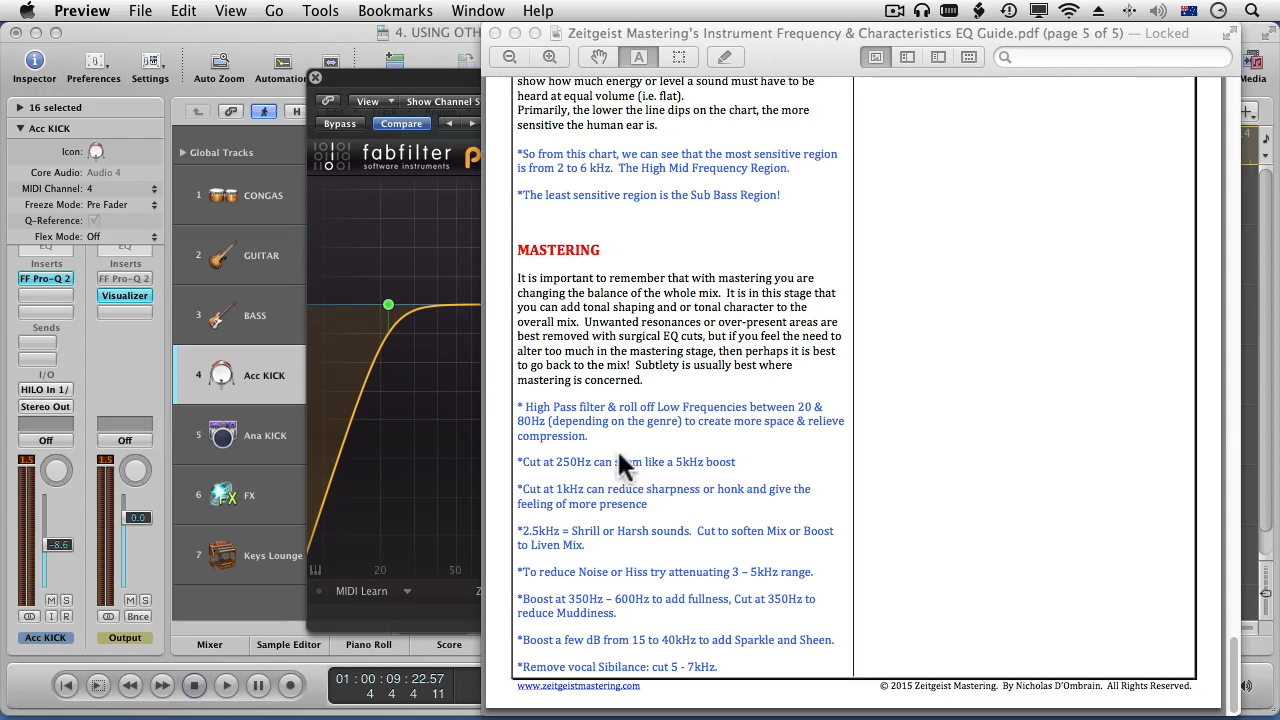 Preview File Edit View Go Tools Bookmarks Window Help
4. USING OTH
Zeitgeist Mastering's Instrument Frequency & Characteristics EQ Guide.pdf (page 5 of 5) — Locked
Inspector Preferences Settings Auto Zoom Automation
Media
16 selected
Acc KICK
Icon:
Core Audio: Audio 4
MIDI Channel: 4
Freeze Mode: Pre Fader
Q-Reference:
Flex Mode: Off
EQ EQ
Inserts Inserts
FF Pro-Q 2 FF Pro-Q 2
Visualizer
Sends
I/O
HILO In 1/
Stereo Out
Off Off
1.5 1.5
0.0
-8.6
M S M S
I R Bnce
Acc KICK Output
H
Global Tracks
1 CONGAS
2 GUITAR
3 BASS
4 Acc KICK
5 Ana KICK
6 FX
7 Keys Lounge
View Show Channel S
Bypass Compare
fabfilter
software instruments
20 50
MIDI Learn
Mixer Sample Editor Piano Roll Score
01 : 00 : 09 : 22.57
4 4 4 11
show how much energy or level a sound must have to be
heard at equal volume (i.e. flat).
Primarily, the lower the line dips on the chart, the more
sensitive the human ear is.
*So from this chart, we can see that the most sensitive region
is from 2 to 6 kHz. The High Mid Frequency Region.
*The least sensitive region is the Sub Bass Region!
MASTERING
It is important to remember that with mastering you are
changing the balance of the whole mix. It is in this stage that
you can add tonal shaping and or tonal character to the
overall mix. Unwanted resonances or over-present areas are
best removed with surgical EQ cuts, but if you feel the need to
alter too much in the mastering stage, then perhaps it is best
to go back to the mix! Subtlety is usually best where
mastering is concerned.
* High Pass filter & roll off Low Frequencies between 20 &
80Hz (depending on the genre) to create more space & relieve
compression.
*Cut at 250Hz can seem like a 5kHz boost
*Cut at 1kHz can reduce sharpness or honk and give the
feeling of more presence
*2.5kHz = Shrill or Harsh sounds. Cut to soften Mix or Boost
to Liven Mix.
*To reduce Noise or Hiss try attenuating 3 – 5kHz range.
*Boost at 350Hz – 600Hz to add fullness, Cut at 350Hz to
reduce Muddiness.
*Boost a few dB from 15 to 40kHz to add Sparkle and Sheen.
*Remove vocal Sibilance: cut 5 - 7kHz.
www.zeitgeistmastering.com © 2015 Zeitgeist Mastering. By Nicholas D'Ombrain. All Rights Reserved.